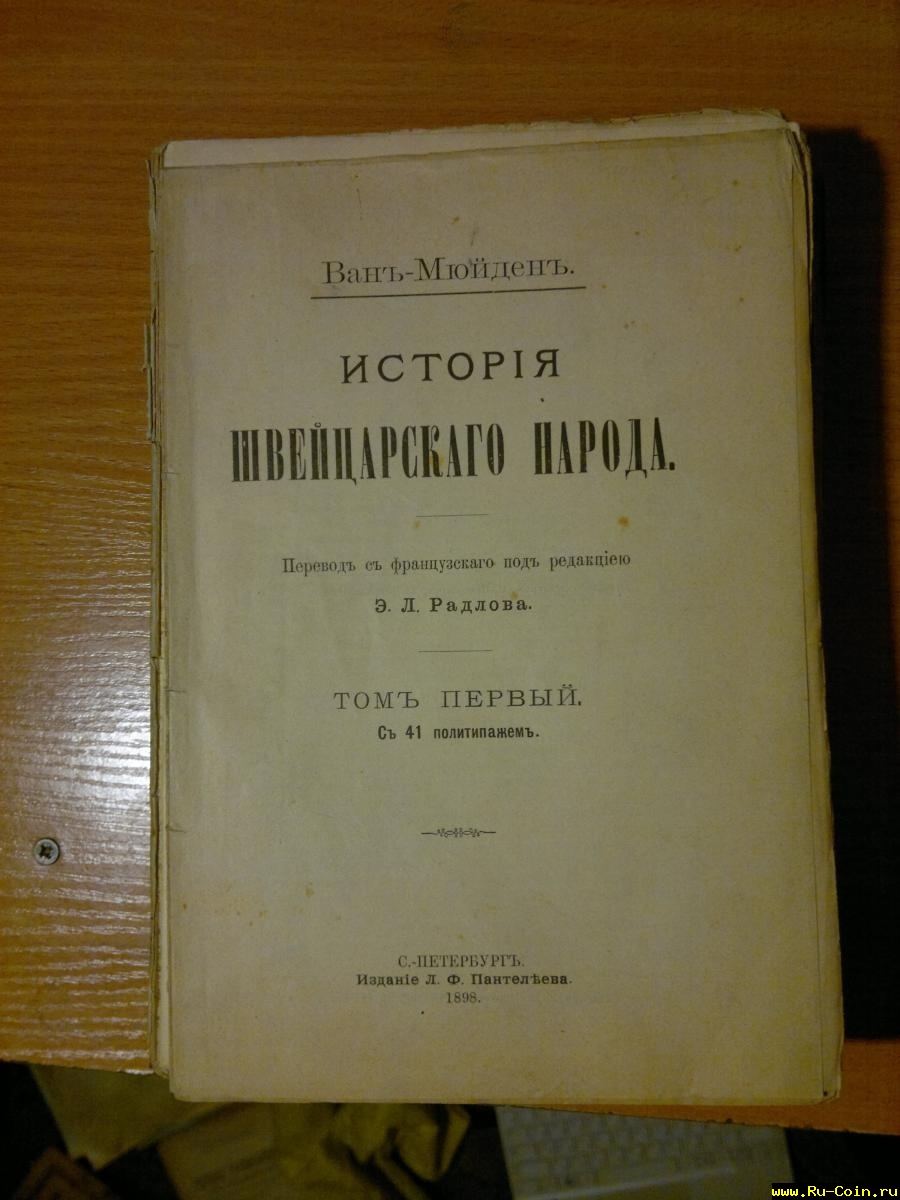 Ванъ-Мюйденъ.
ИСТОРІЯ
ШВЕЙЦАРСКАГО НАРОДА.
Переводъ съ французскаго подъ редакціею
Э. Л. Радлова.
ТОМЪ ПЕРВЫЙ.
Съ 41 политипажемъ.
С.-ПЕТЕРБУРГЪ.
Изданіе Л. Ф. Пантелѣева.
1898.
www.Ru-Coin.ru